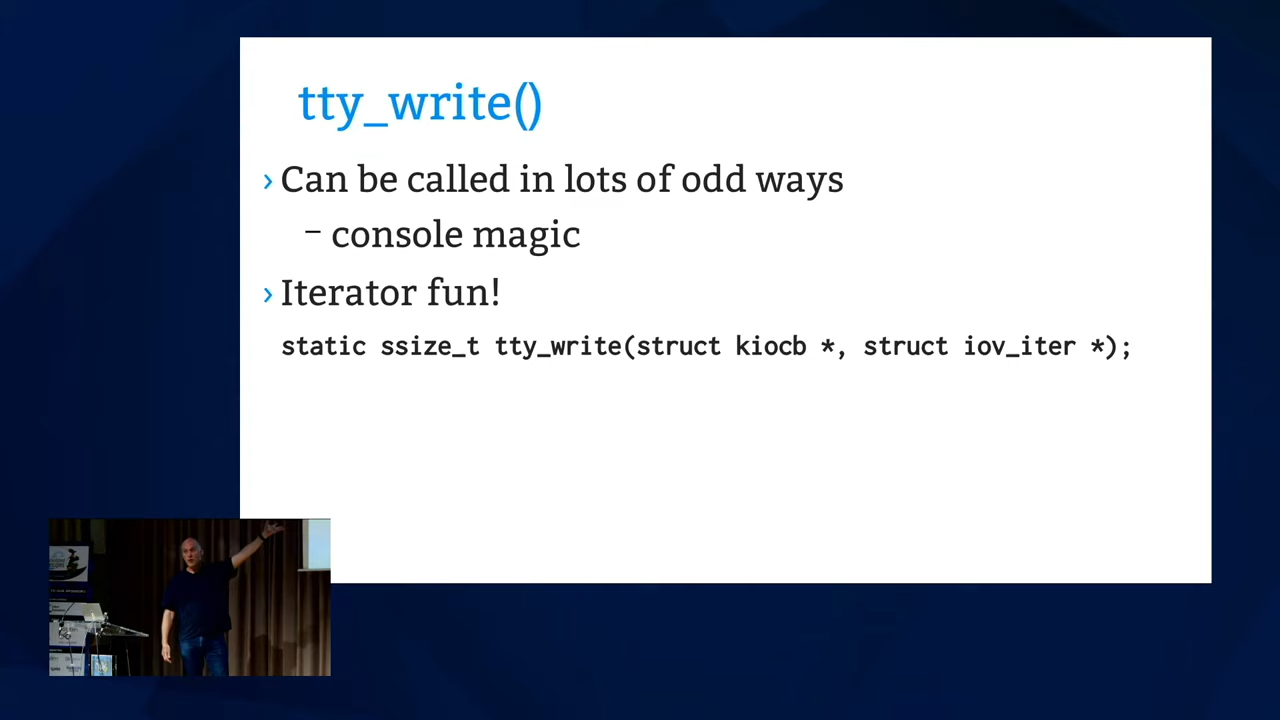 tty_write()
› Can be called in lots of odd ways
– console magic
› Iterator fun!
static ssize_t tty_write(struct kiocb *, struct iov_iter *);